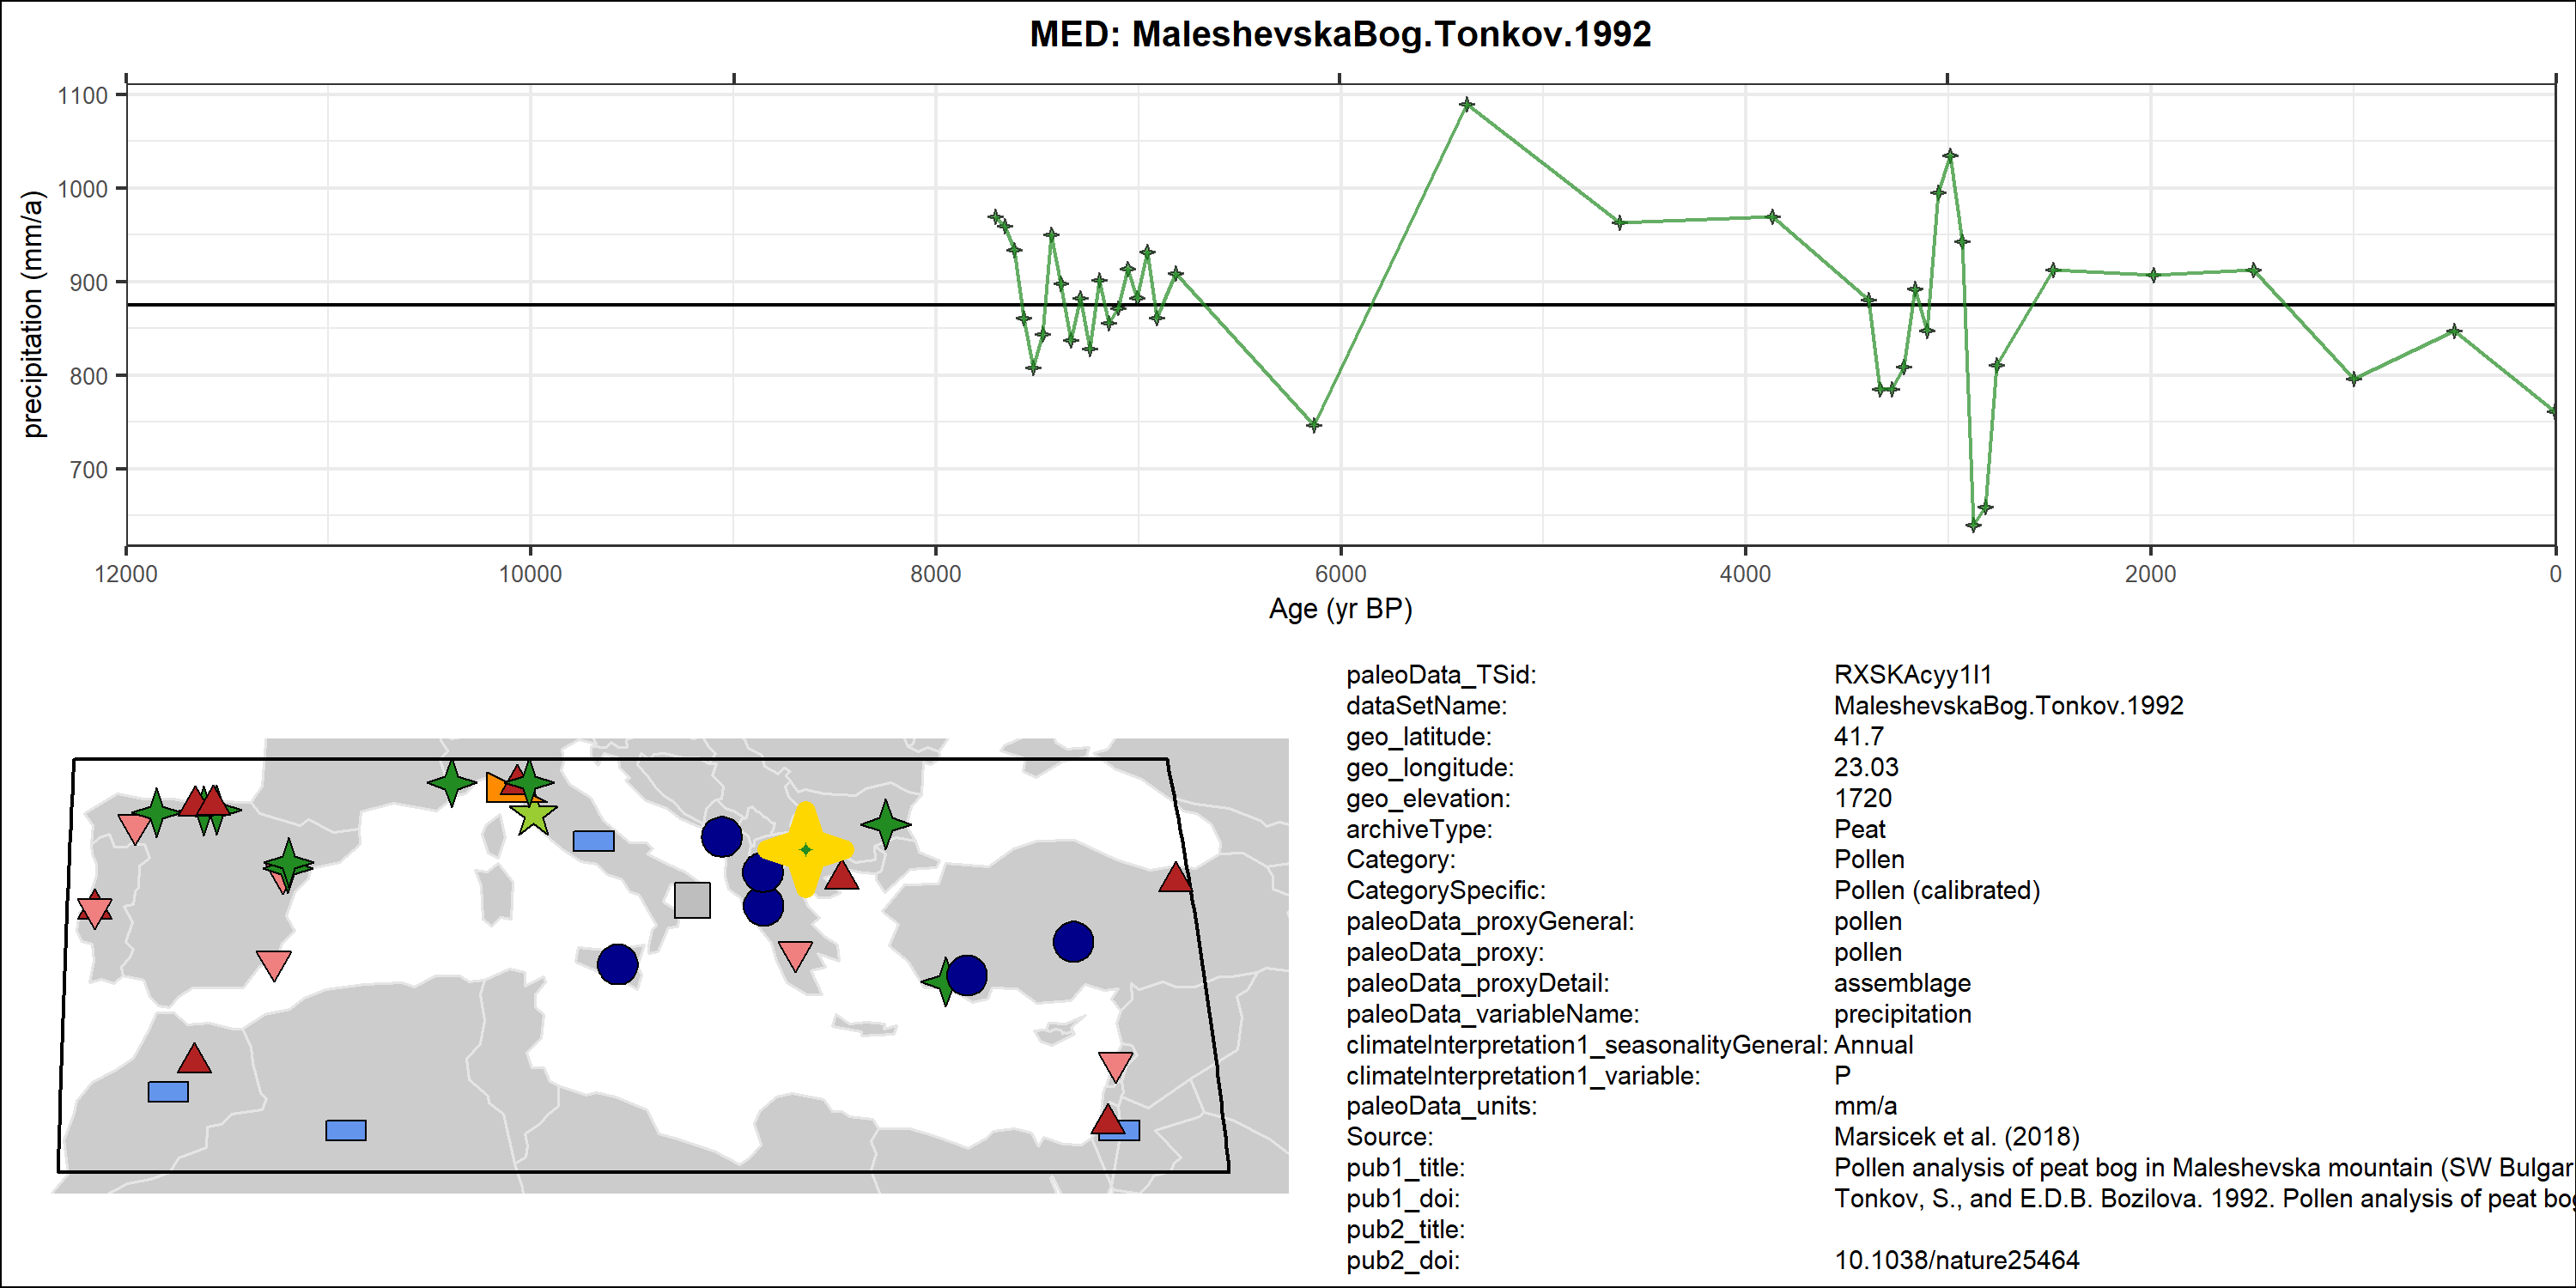 MED: MaleshevskaBog.Tonkov.1992
precipitation (mm/a)
1100
1000
900
800
700
12000 10000 8000 6000 4000 2000 0
Age (yr BP)
paleoData_TSid: RXSKAcyy1I1
dataSetName: MaleshevskaBog.Tonkov.1992
geo_latitude: 41.7
geo_longitude: 23.03
geo_elevation: 1720
archiveType: Peat
Category: Pollen
CategorySpecific: Pollen (calibrated)
paleoData_proxyGeneral: pollen
paleoData_proxy: pollen
paleoData_proxyDetail: assemblage
paleoData_variableName: precipitation
climateInterpretation1_seasonalityGeneral: Annual
climateInterpretation1_variable: P
paleoData_units: mm/a
Source: Marsicek et al. (2018)
pub1_title: Pollen analysis of peat bog in Maleshevska mountain (SW Bulgar
pub1_doi: Tonkov, S., and E.D.B. Bozilova. 1992. Pollen analysis of peat bog
pub2_title:
pub2_doi: 10.1038/nature25464